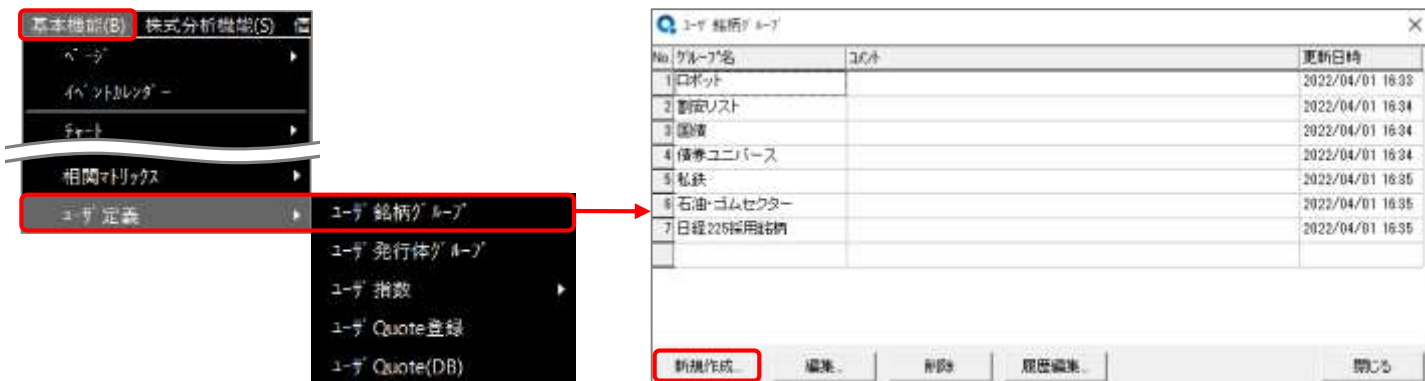 基本機能(B) 株式分析機能(S)
ページ
イベントカレンダー
チャート
相関マトリックス
ユーザ定義
ユーザ銘柄グループ
ユーザ発行体グループ
ユーザ指数
ユーザQuote登録
ユーザQuote(DB)
ユーザ銘柄グループ
No. グループ名 コメント 更新日時
1 ロボット 2022/04/01 16:33
2 割安リスト 2022/04/01 16:34
3 国債 2022/04/01 16:34
4 債券ユニバース 2022/04/01 16:34
5 私鉄 2022/04/01 16:35
6 石油・ゴムセクター 2022/04/01 16:35
7 日経225採用銘柄 2022/04/01 16:35
新規作成... 編集... 削除 履歴編集... 閉じる